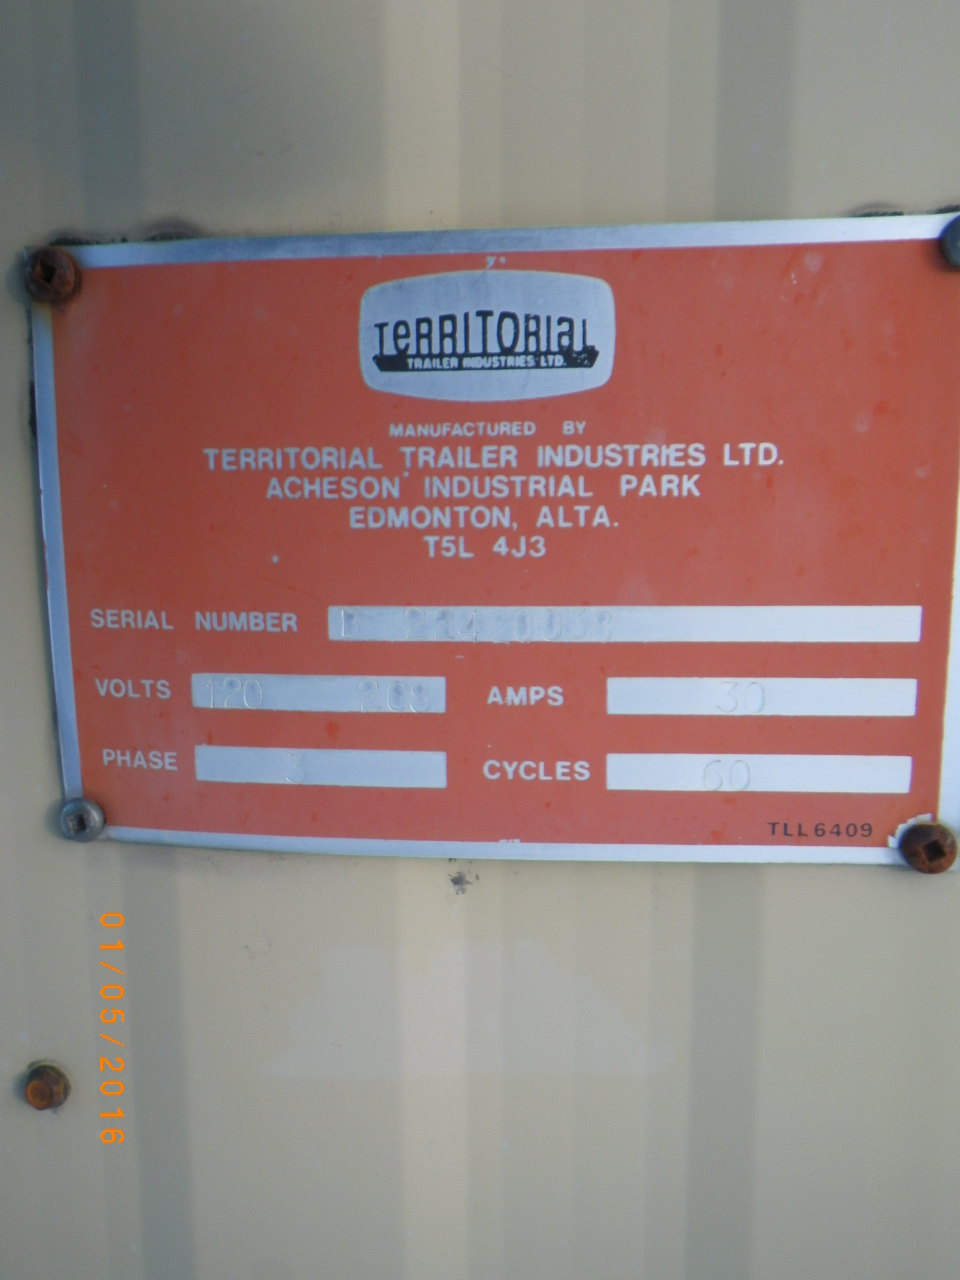 TERRITORIAL
TRAILER INDUSTRIES LTD.
MANUFACTURED BY
TERRITORIAL TRAILER INDUSTRIES LTD.
ACHESON INDUSTRIAL PARK
EDMONTON, ALTA.
T5L 4J3
SERIAL NUMBER
VOLTS 120 208 AMPS 30
PHASE 3 CYCLES 60
TLL6409
01/05/2016